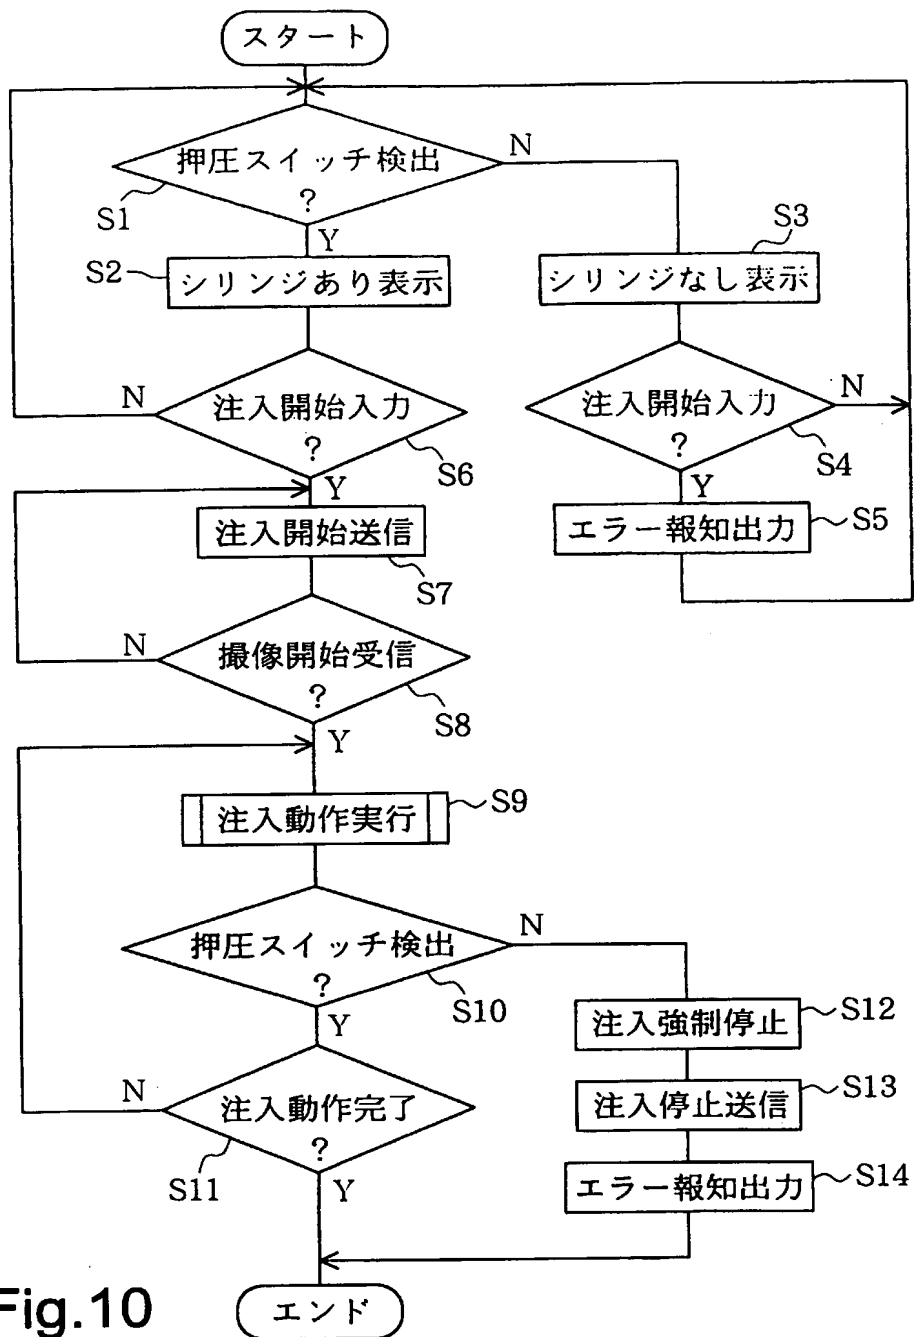 スタート
押圧スイッチ検出
?
N
S1
Y
S2
シリンジあり表示
S3
シリンジなし表示
N
注入開始入力
?
S6
Y
N
注入開始入力
?
S4
Y
注入開始送信
S7
エラー報知出力
S5
N
撮像開始受信
?
S8
Y
注入動作実行
S9
押圧スイッチ検出
?
N
S10
Y
注入強制停止
S12
N
注入動作完了
?
S11
Y
注入停止送信
S13
エラー報知出力
S14
エンド
Fig.10